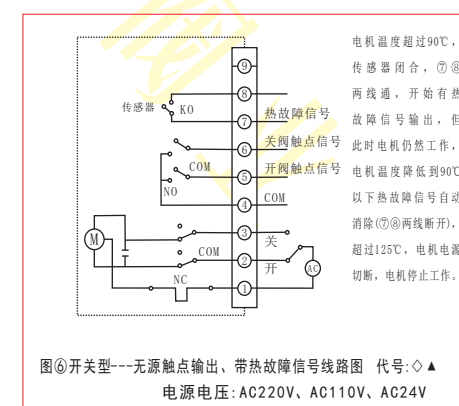 ⑨
⑧
⑦
⑥
⑤
④
③
②
①
传感器
KO
COM
NO
M
COM
NC
热故障信号
关阀触点信号
开阀触点信号
COM
关
开
AC
电机温度超过90℃,
传感器闭合，⑦⑧
两线通，开始有热
故障信号输出，但
此时电机仍然工作，
电机温度降低到90℃
以下热故障信号自动
消除(⑦⑧两线断开)，
超过125℃，电机电源
切断，电机停止工作。
图⑥开关型---无源触点输出、带热故障信号线路图 代号:◇▲
电源电压:AC220V、AC110V、AC24V